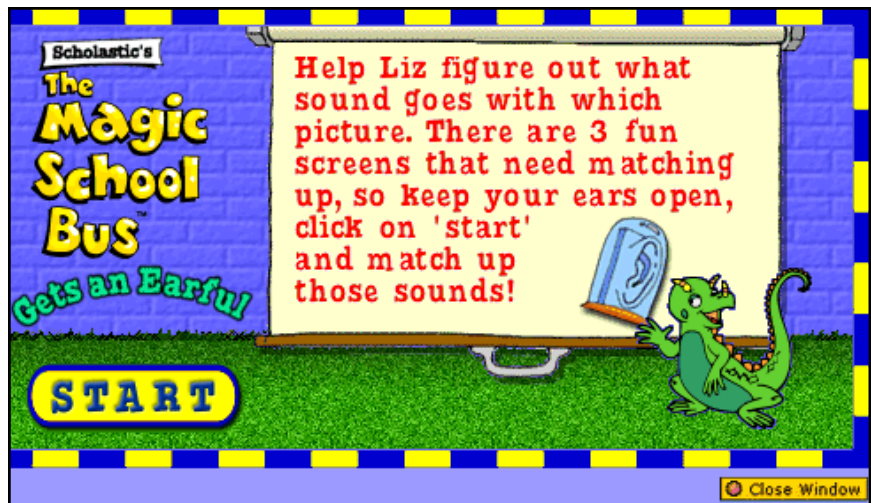 Scholastic's
The
Magic
School
Bus™
Gets an Earful
Help Liz figure out what
sound goes with which
picture. There are 3 fun
screens that need matching
up, so keep your ears open,
click on 'start'
and match up
those sounds!
START
Close Window